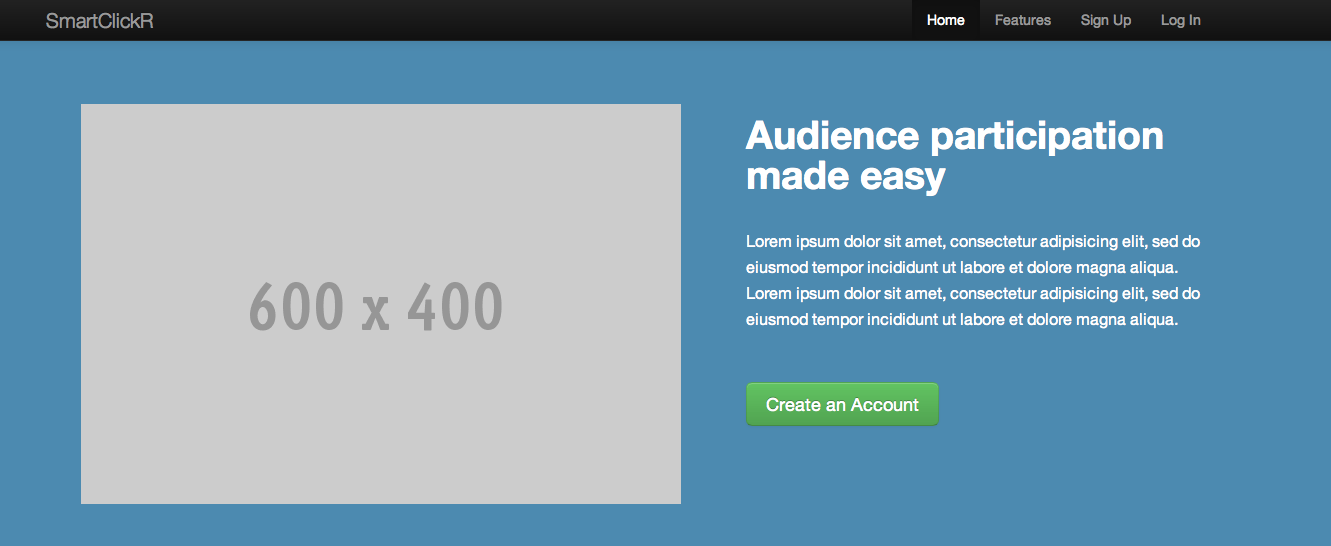 SmartClickR
Home Features Sign Up Log In
600 x 400
Audience participation
made easy
Lorem ipsum dolor sit amet, consectetur adipisicing elit, sed do
eiusmod tempor incididunt ut labore et dolore magna aliqua.
Lorem ipsum dolor sit amet, consectetur adipisicing elit, sed do
eiusmod tempor incididunt ut labore et dolore magna aliqua.
Create an Account